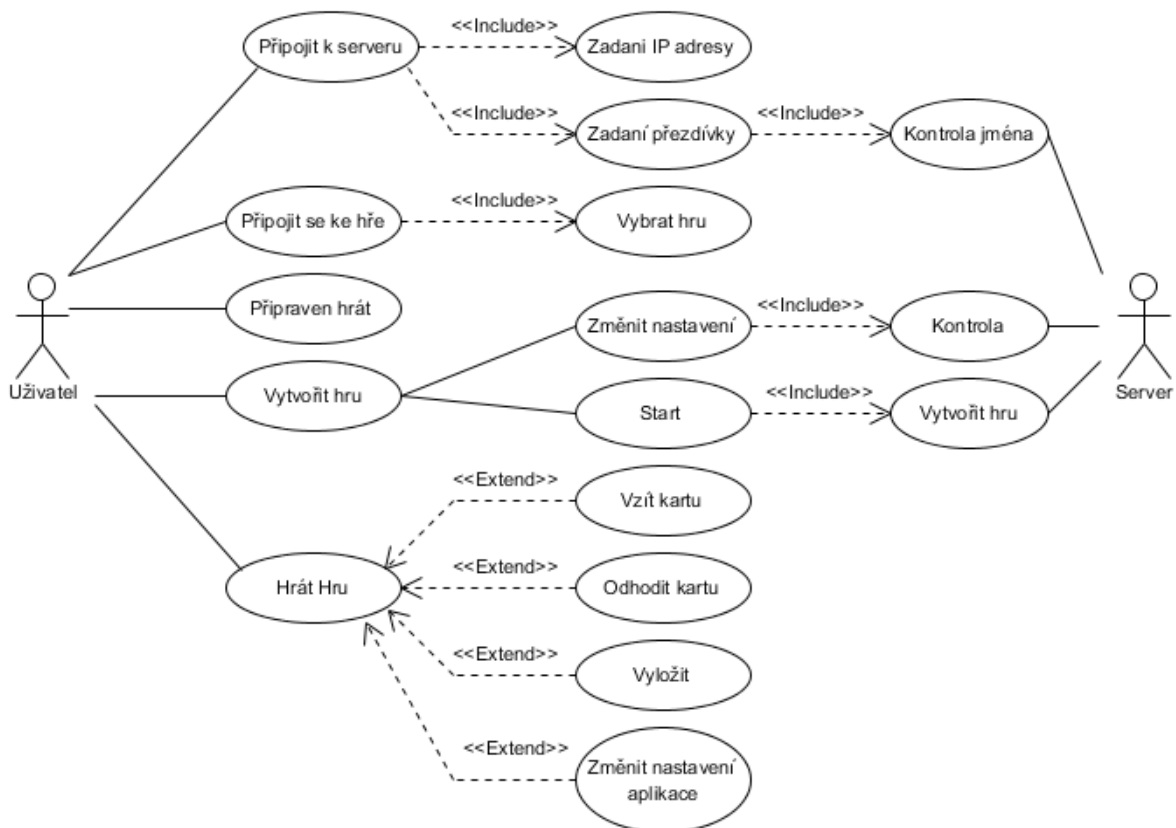 <<Include>>
Připojit k serveru
Zadani IP adresy
<<Include>>
<<Include>>
Zadaní přezdívky
Kontrola jména
<<Include>>
Připojit se ke hře
Vybrat hru
Připraven hrát
<<Include>>
Změnit nastavení
Kontrola
Uživatel
Server
Vytvořit hru
<<Include>>
Start
Vytvořit hru
<<Extend>>
Vzít kartu
<<Extend>>
Hrát Hru
Odhodit kartu
<<Extend>>
Vyložit
<<Extend>>
Změnit nastavení
aplikace